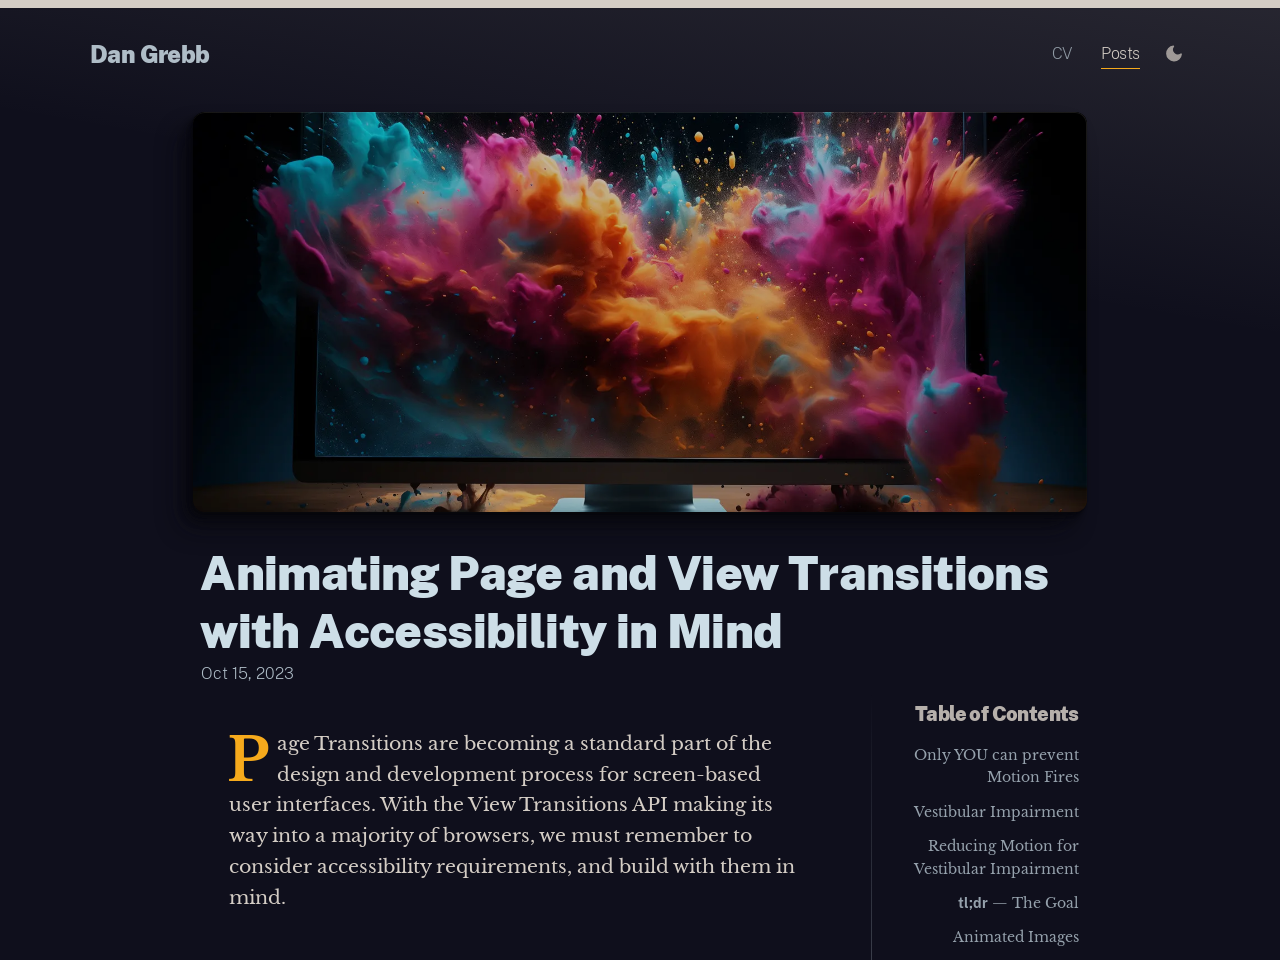 Dan Grebb
CV
Posts
Animating Page and View Transitions
with Accessibility in Mind
Oct 15, 2023
Page Transitions are becoming a standard part of the
design and development process for screen-based
user interfaces. With the View Transitions API making its
way into a majority of browsers, we must remember to
consider accessibility requirements, and build with them in
mind.
Table of Contents
Only YOU can prevent
Motion Fires
Vestibular Impairment
Reducing Motion for
Vestibular Impairment
tl;dr — The Goal
Animated Images